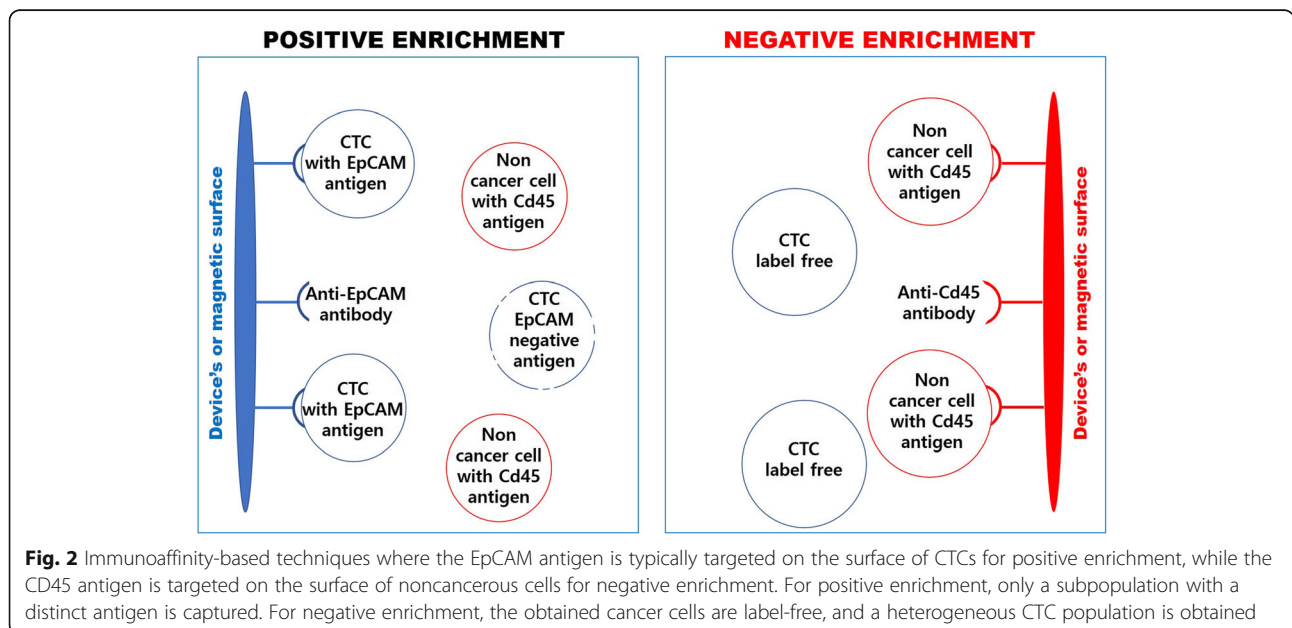 POSITIVE ENRICHMENT
Device's or magnetic surface
CTC
with EpCAM
antigen
Non
cancer cell
with Cd45
antigen
Anti-EpCAM
antibody
CTC
EpCAM
negative
antigen
CTC
with EpCAM
antigen
Non
cancer cell
with Cd45
antigen
NEGATIVE ENRICHMENT
Non
cancer cell
with Cd45
antigen
CTC
label free
Anti-Cd45
antibody
Non
cancer cell
with Cd45
antigen
CTC
label free
Device's or magnetic surface
Fig. 2 Immunoaffinity-based techniques where the EpCAM antigen is typically targeted on the surface of CTCs for positive enrichment, while the
CD45 antigen is targeted on the surface of noncancerous cells for negative enrichment. For positive enrichment, only a subpopulation with a
distinct antigen is captured. For negative enrichment, the obtained cancer cells are label-free, and a heterogeneous CTC population is obtained